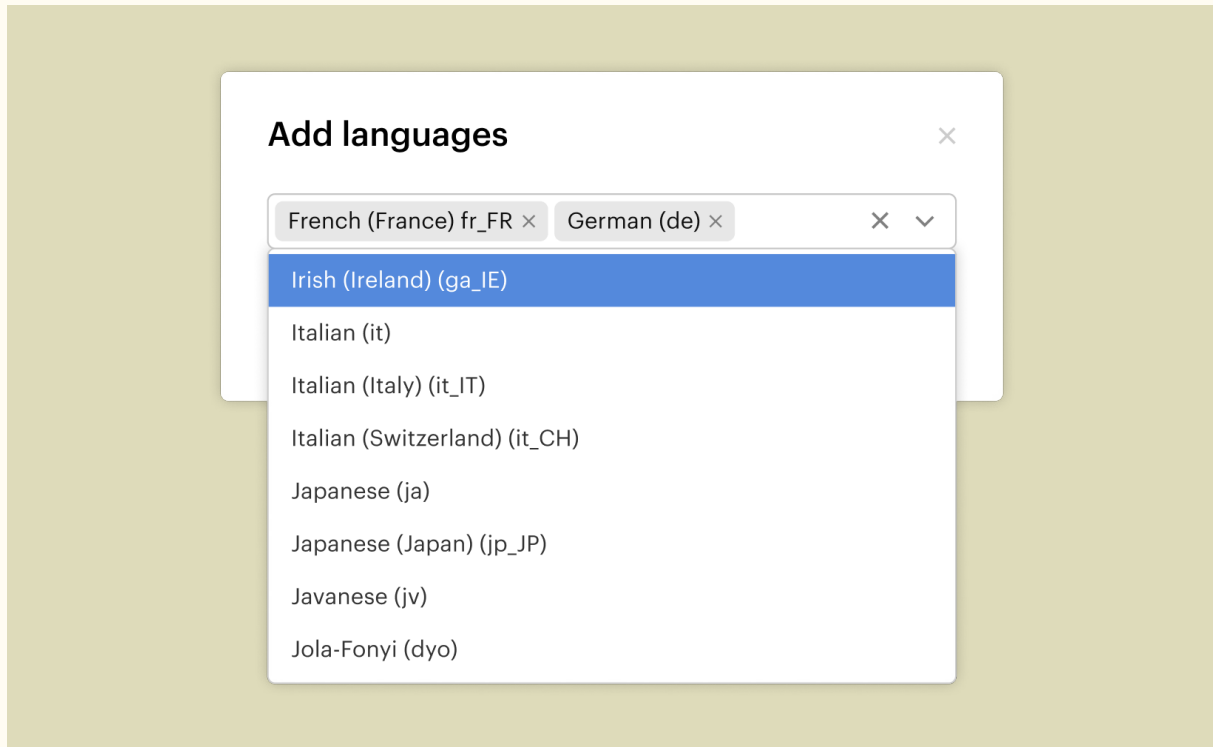 Add languages
French (France) fr_FR × German (de) ×
Irish (Ireland) (ga_IE)
Italian (it)
Italian (Italy) (it_IT)
Italian (Switzerland) (it_CH)
Japanese (ja)
Japanese (Japan) (jp_JP)
Javanese (jv)
Jola-Fonyi (dyo)